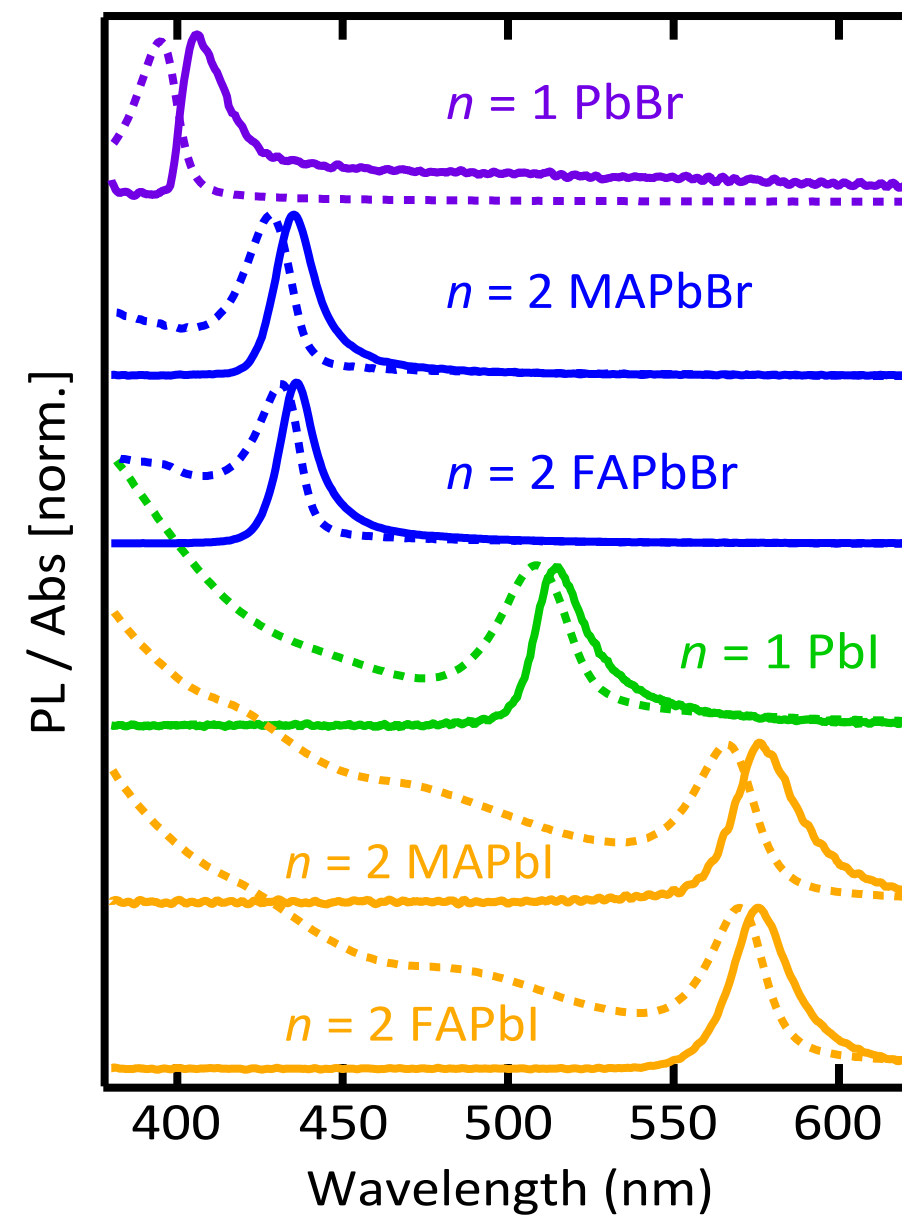 n = 1 PbBr
n = 2 MAPbBr
n = 2 FAPbBr
n = 1 PbI
n = 2 MAPbI
n = 2 FAPbI
PL / Abs [norm.]
400 450 500 550 600
Wavelength (nm)